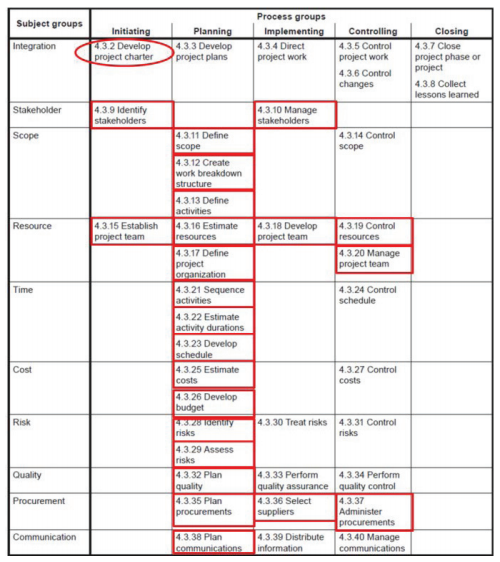 Subject groups
Process groups
Initiating Planning Implementing Controlling Closing
Integration
4.3.2 Develop
project charter
4.3.3 Develop
project plans
4.3.4 Direct
project work
4.3.5 Control
project work
4.3.6 Control
changes
4.3.7 Close
project phase or
project
4.3.8 Collect
lessons learned
Stakeholder
4.3.9 Identify
stakeholders
4.3.10 Manage
stakeholders
Scope
4.3.11 Define
scope
4.3.12 Create
work breakdown
structure
4.3.13 Define
activities
4.3.14 Control
scope
Resource
4.3.15 Establish
project team
4.3.16 Estimate
resources
4.3.17 Define
project
organization
4.3.18 Develop
project team
4.3.19 Control
resources
4.3.20 Manage
project team
Time
4.3.21 Sequence
activities
4.3.22 Estimate
activity durations
4.3.23 Develop
schedule
4.3.24 Control
schedule
Cost
4.3.25 Estimate
costs
4.3.26 Develop
budget
4.3.27 Control
costs
Risk
4.3.28 Identify
risks
4.3.29 Assess
risks
4.3.30 Treat risks
4.3.31 Control
risks
Quality
4.3.32 Plan
quality
4.3.33 Perform
quality assurance
4.3.34 Perform
quality control
Procurement
4.3.35 Plan
procurements
4.3.36 Select
suppliers
4.3.37
Administer
procurements
Communication
4.3.38 Plan
communications
4.3.39 Distribute
information
4.3.40 Manage
communications